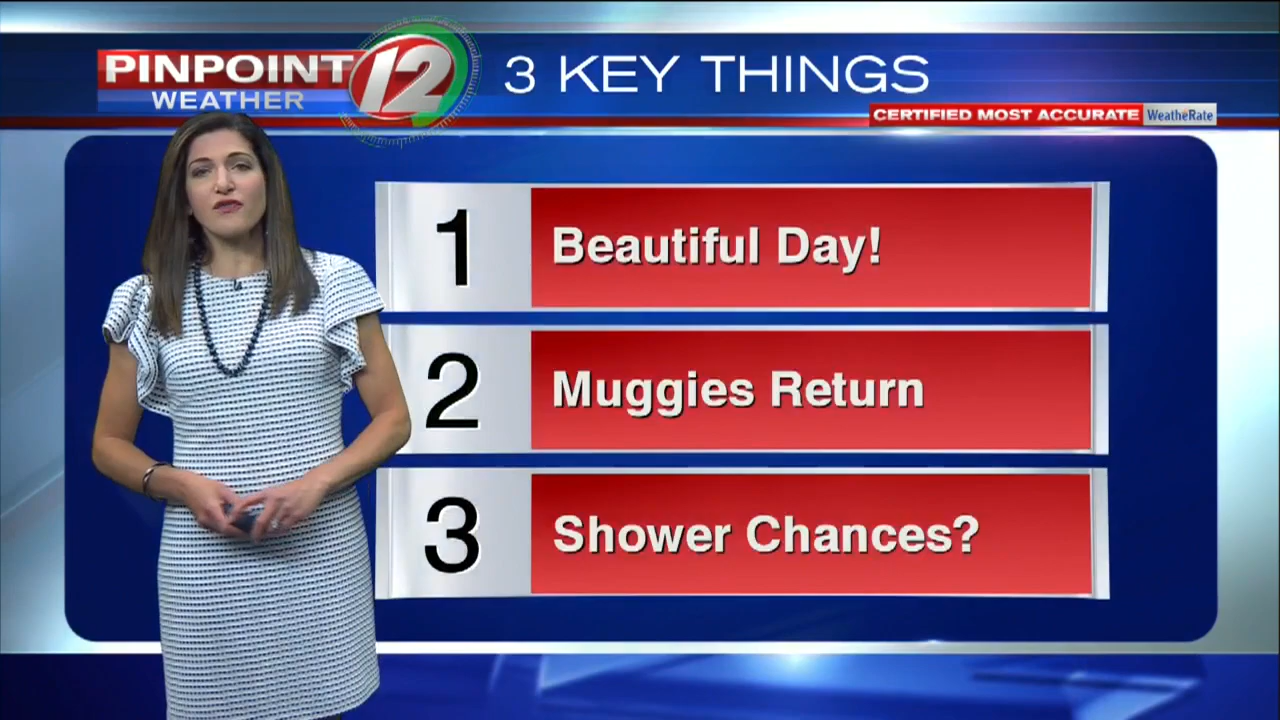 PINPOINT
WEATHER
12
3 KEY THINGS
CERTIFIED MOST ACCURATE WeatheRate
1 Beautiful Day!
2 Muggies Return
3 Shower Chances?